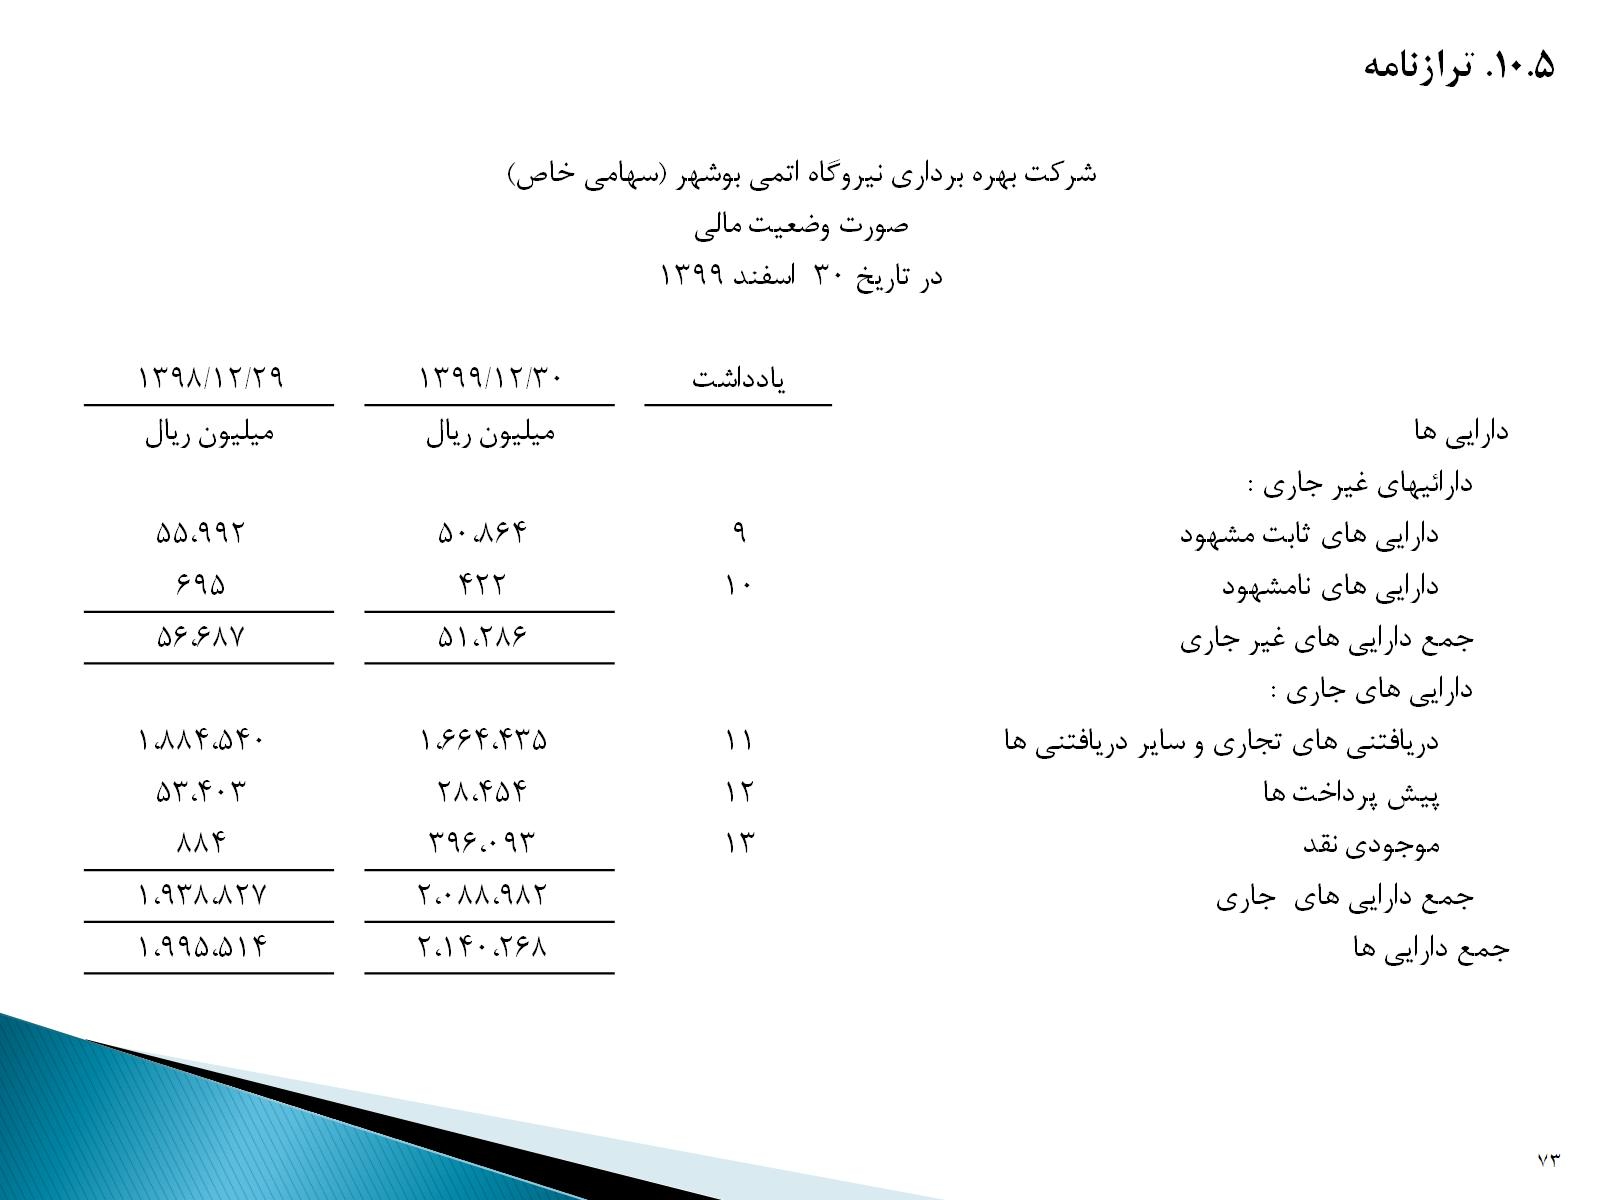 ۱۰.۵. ترازنامه
شرکت بهره برداری نیروگاه اتمی بوشهر (سهامی خاص)
صورت وضعیت مالی
در تاریخ ۳۰ اسفند ۱۳۹۹
یادداشت ۱۳۹۹/۱۲/۳۰ ۱۳۹۸/۱۲/۲۹
دارایی ها میلیون ریال میلیون ریال
دارائیهای غیر جاری :
دارایی های ثابت مشهود ۹ ۵۰،۸۶۴ ۵۵،۹۹۲
دارایی های نامشهود ۱۰ ۴۲۲ ۶۹۵
جمع دارایی های غیر جاری ۵۱،۲۸۶ ۵۶،۶۸۷
دارایی های جاری :
دریافتنی های تجاری و سایر دریافتنی ها ۱۱ ۱،۶۶۴،۴۳۵ ۱،۸۸۴،۵۴۰
پیش پرداخت ها ۱۲ ۲۸،۴۵۴ ۵۳،۴۰۳
موجودی نقد ۱۳ ۳۹۶،۰۹۳ ۸۸۴
جمع دارایی های جاری ۲،۰۸۸،۹۸۲ ۱،۹۳۸،۸۲۷
جمع دارایی ها ۲،۱۴۰،۲۶۸ ۱،۹۹۵،۵۱۴
۷۳